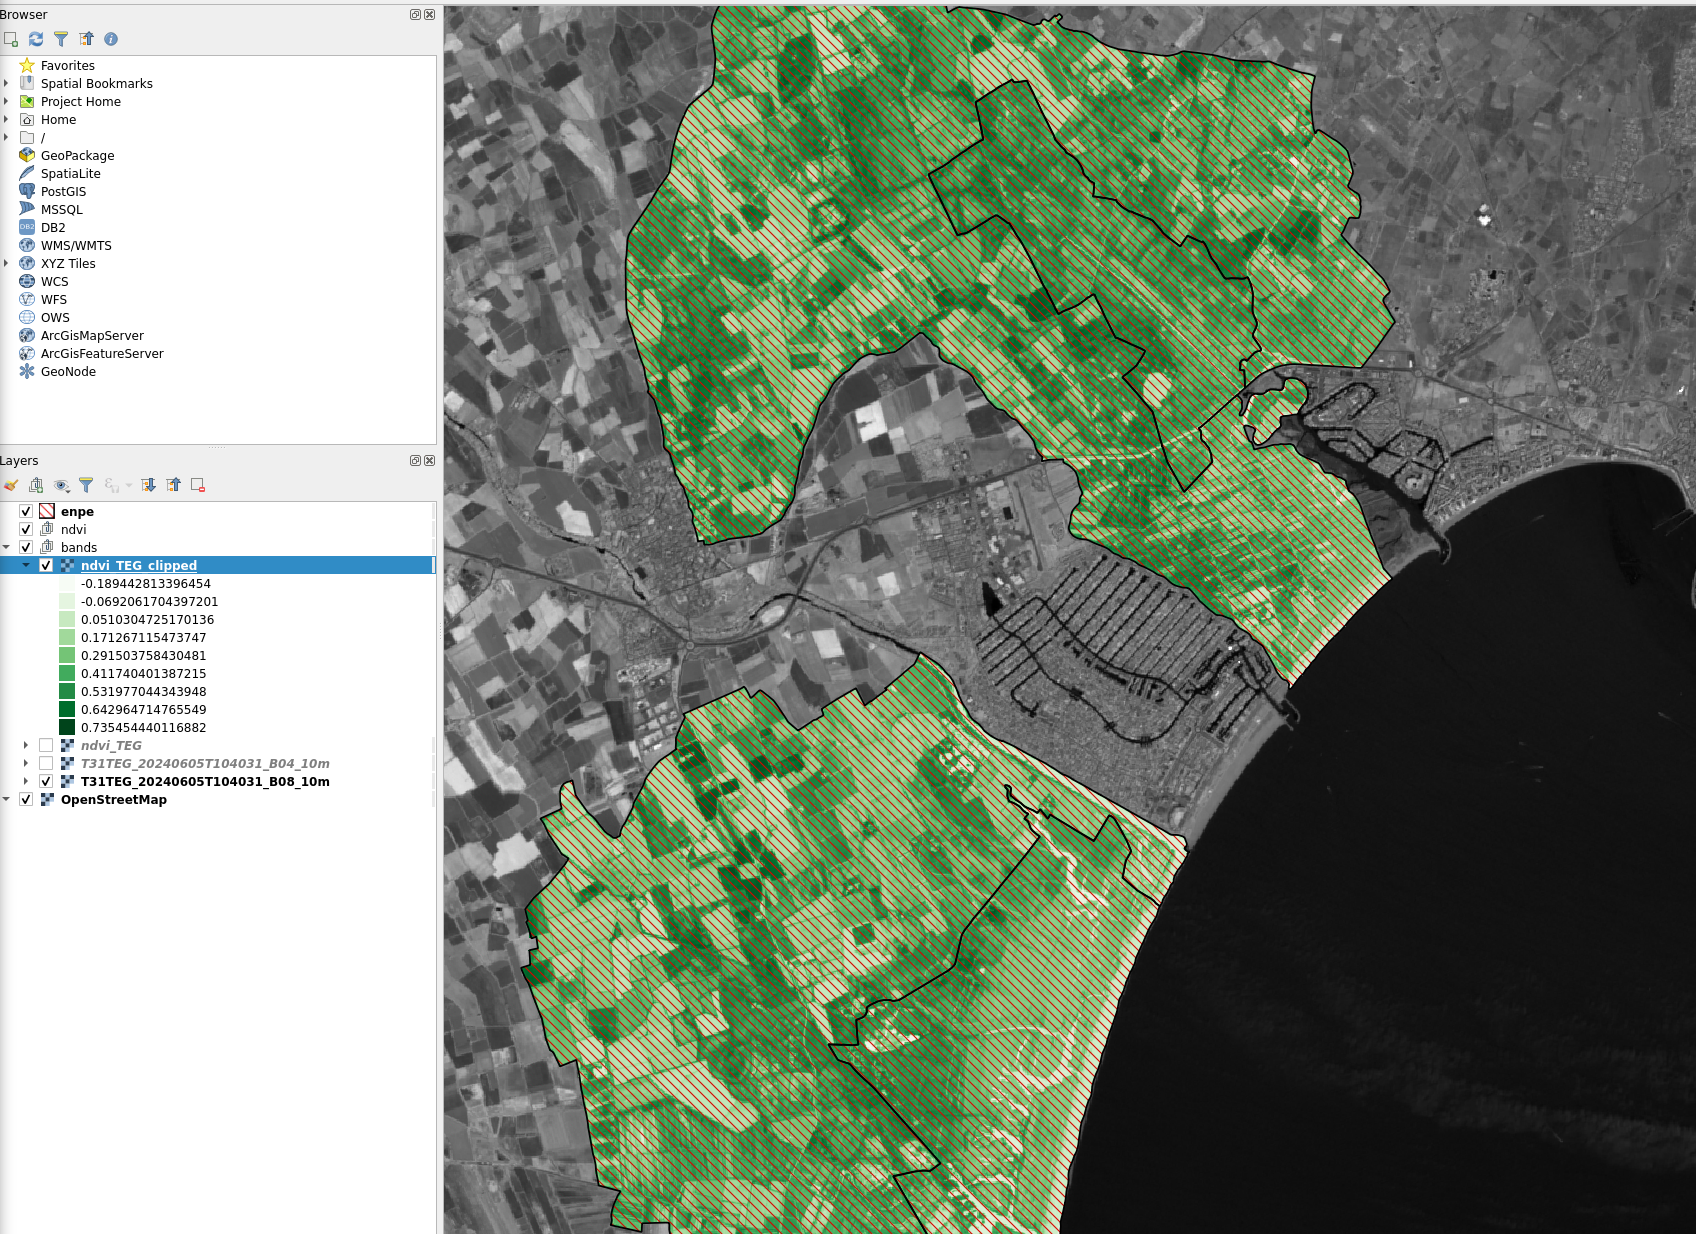 Browser
Favorites
Spatial Bookmarks
Project Home
Home
/
GeoPackage
SpatiaLite
PostGIS
MSSQL
DB2
DB2
WMS/WMTS
XYZ Tiles
WCS
WFS
OWS
ArcGisMapServer
ArcGisFeatureServer
GeoNode
Layers
enpe
ndvi
bands
ndvi_TEG_clipped
-0.189442813396454
-0.0692061704397201
0.0510304725170136
0.171267115473747
0.291503758430481
0.411740401387215
0.531977044343948
0.642964714765549
0.735454440116882
ndvi_TEG
T31TEG_20240605T104031_B04_10m
T31TEG_20240605T104031_B08_10m
OpenStreetMap